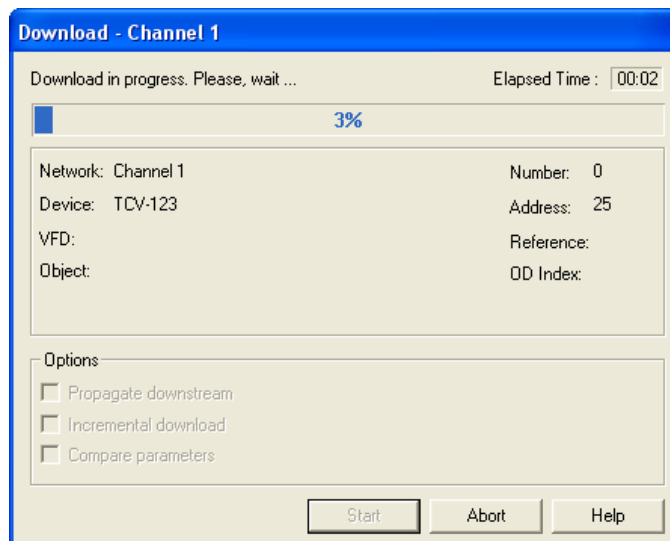 Download - Channel 1
Download in progress. Please, wait ...
Elapsed Time : 00:02
3%
Network: Channel 1
Number: 0
Device: TCV-123
Address: 25
VFD:
Reference:
Object:
OD Index:
Options
Propagate downstream
Incremental download
Compare parameters
Start
Abort
Help